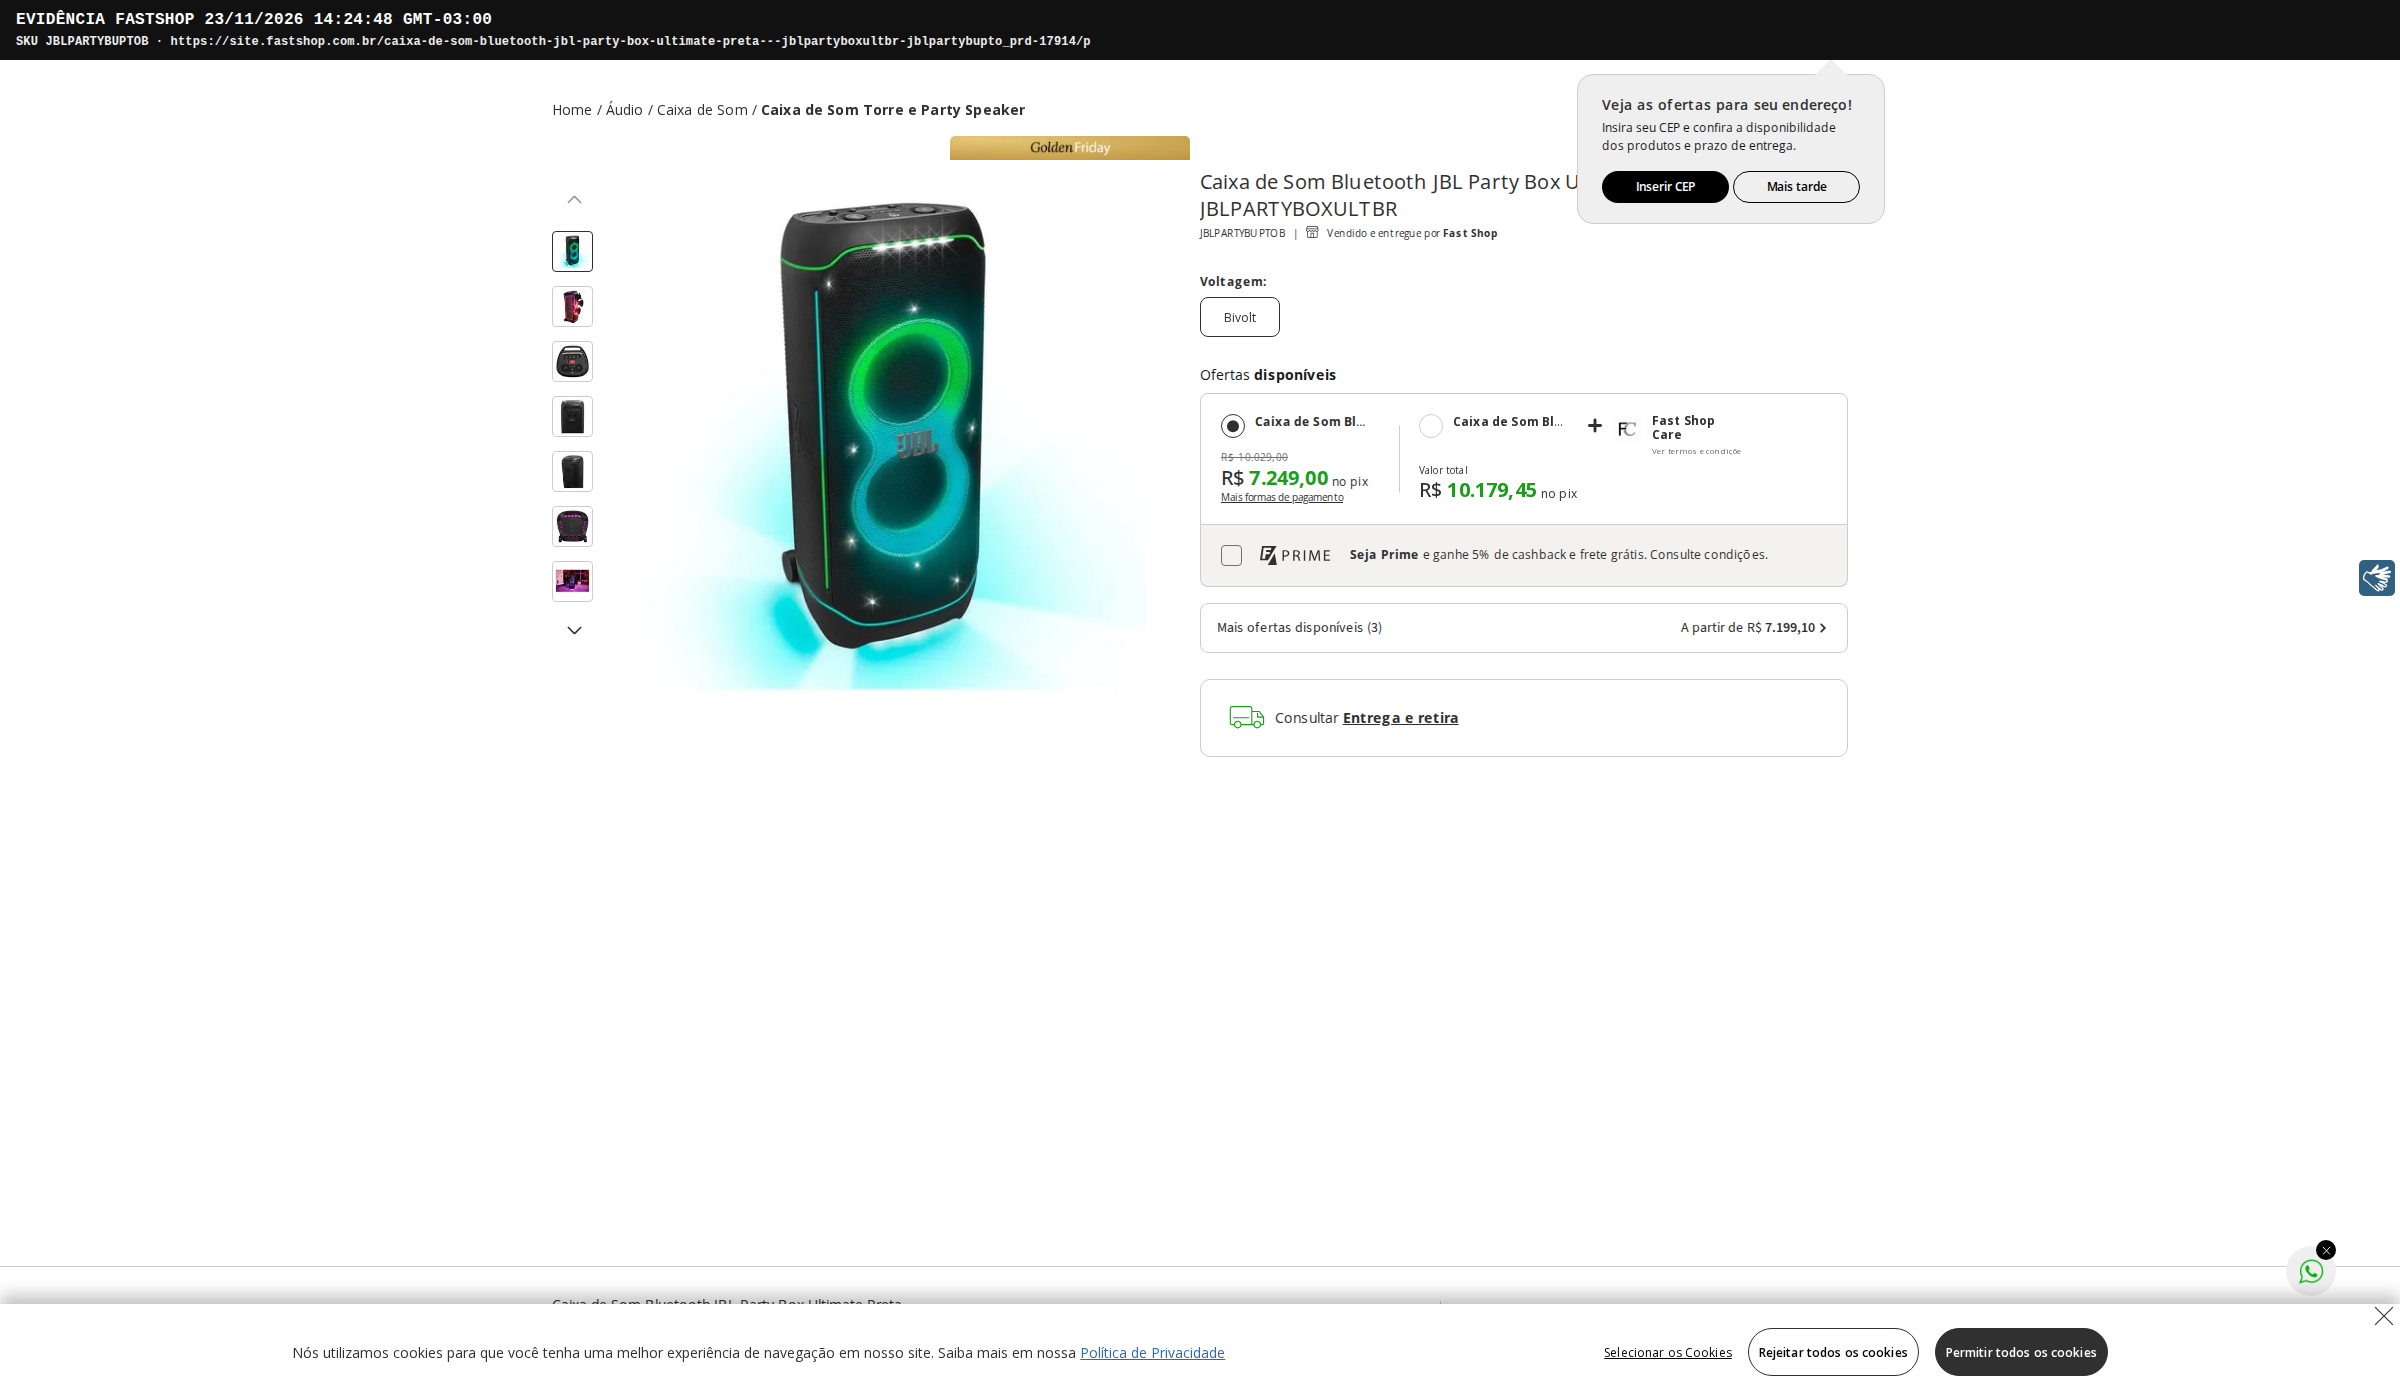 EVIDÊNCIA FASTSHOP 23/11/2026 14:24:48 GMT-03:00
SKU JBLPARTYBUPTOB · https://site.fastshop.com.br/caixa-de-som-bluetooth-jbl-party-box-ultimate-preta---jblpartyboxultbr-jblpartybupto_prd-17914/p
Home / Áudio / Caixa de Som / Caixa de Som Torre e Party Speaker
Veja as ofertas para seu endereço!
Insira seu CEP e confira a disponibilidade
dos produtos e prazo de entrega.
Inserir CEP
Mais tarde
Golden Friday
Caixa de Som Bluetooth JBL Party Box U
JBLPARTYBOXULTBR
JBLPARTYBUPTOB | Vendido e entregue por Fast Shop
Voltagem:
Bivolt
JBL
Ofertas disponíveis
Caixa de Som Bl...
R$ 10.029,00
R$ 7.249,00 no pix
Mais formas de pagamento
Caixa de Som Bl...
+
FC
Fast Shop
Care
Ver termos e condiçõe
Valor total
R$ 10.179,45 no pix
PRIME
Seja Prime e ganhe 5% de cashback e frete grátis. Consulte condições.
Mais ofertas disponíveis (3)
A partir de R$ 7.199,10
Consultar Entrega e retira
Caixa de Som Bluetooth JBL Party Box Ultimate Preta
Nós utilizamos cookies para que você tenha uma melhor experiência de navegação em nosso site. Saiba mais em nossa Política de Privacidade
Selecionar os Cookies
Rejeitar todos os cookies
Permitir todos os cookies